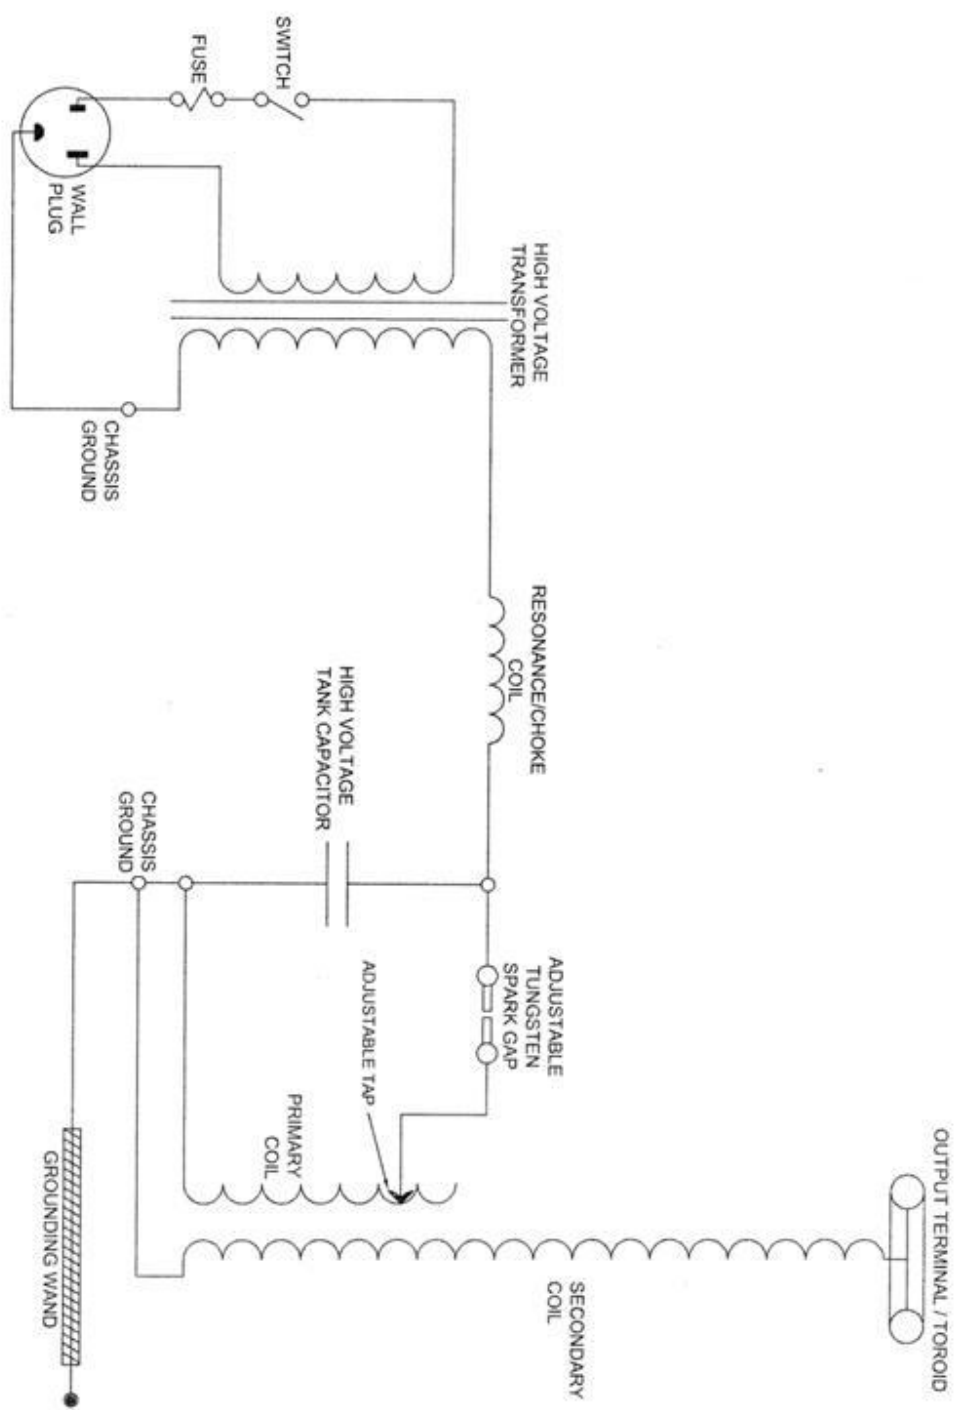 SWITCH
FUSE
WALL
PLUG
HIGH VOLTAGE
TRANSFORMER
CHASSIS
GROUND
RESONANCE/CHOKE
COIL
HIGH VOLTAGE
TANK CAPACITOR
CHASSIS
GROUND
ADJUSTABLE
TUNGSTEN
SPARK GAP
ADJUSTABLE TAP
PRIMARY
COIL
GROUNDING WAND
SECONDARY
COIL
OUTPUT TERMINAL / TOROID